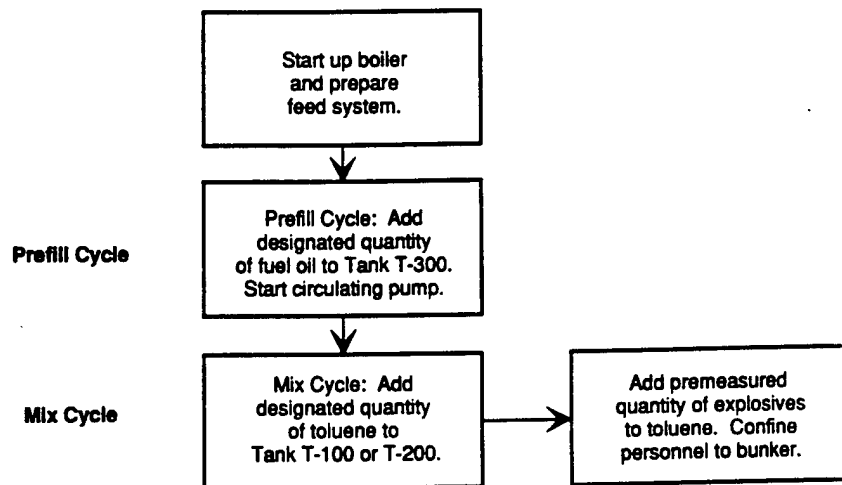 Start up boiler
and prepare
feed system.
Prefill Cycle
Prefill Cycle: Add
designated quantity
of fuel oil to Tank T-300.
Start circulating pump.
Mix Cycle
Mix Cycle: Add
designated quantity
of toluene to
Tank T-100 or T-200.
Add premeasured
quantity of explosives
to toluene. Confine
personnel to bunker.